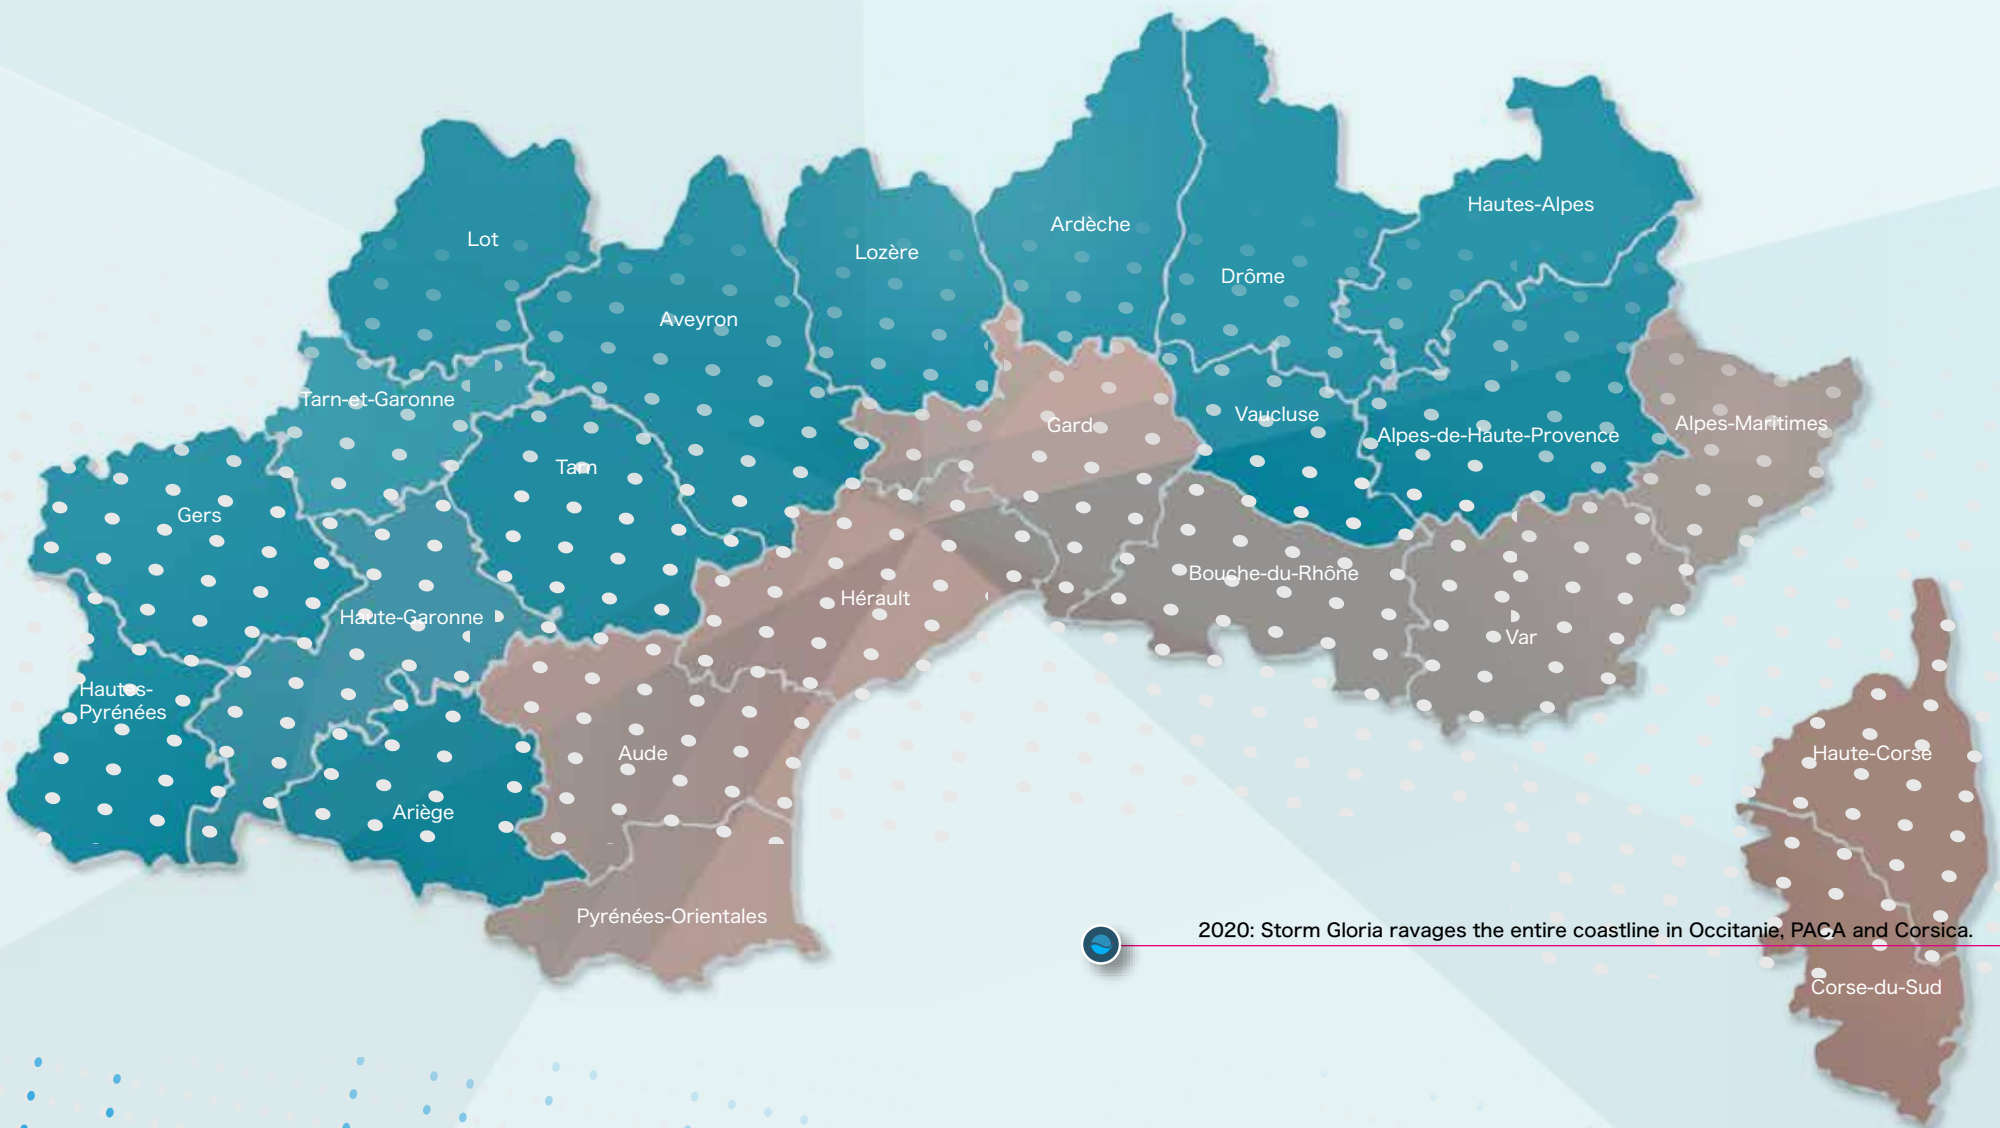 Hautes-Alpes
Ardèche
Lot
Lozère
Drôme
Aveyron
Tarn-et-Garonne
Vaucluse
Gard
Alpes-Maritimes
Alpes-de-Haute-Provence
Tarn
Gers
Bouche-du-Rhône
Hérault
Haute-Garonne
Var
Hautes-
Pyrénées
Aude
Haute-Corse
Ariège
Pyrénées-Orientales
2020: Storm Gloria ravages the entire coastline in Occitanie, PACA and Corsica.
Corse-du-Sud